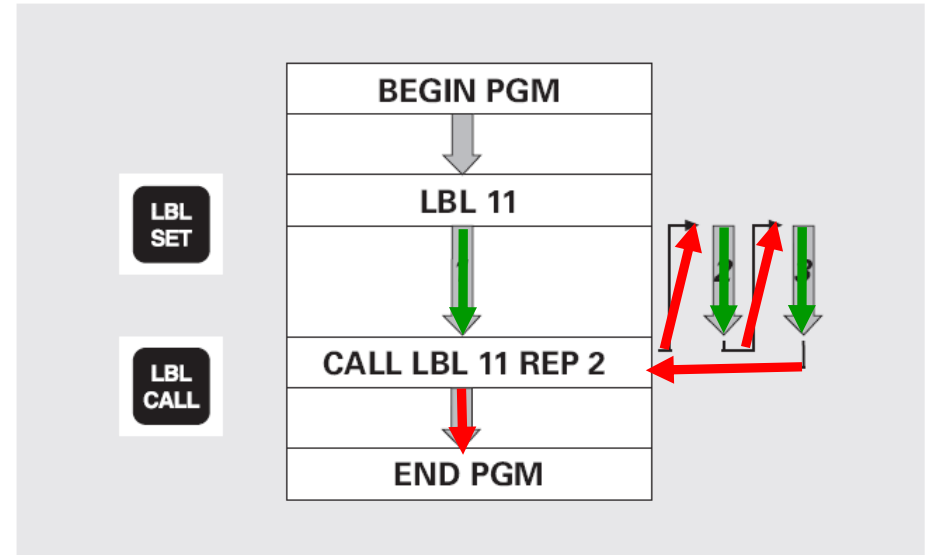 BEGIN PGM
LBL 11
LBL
SET
2
3
CALL LBL 11 REP 2
LBL
CALL
END PGM